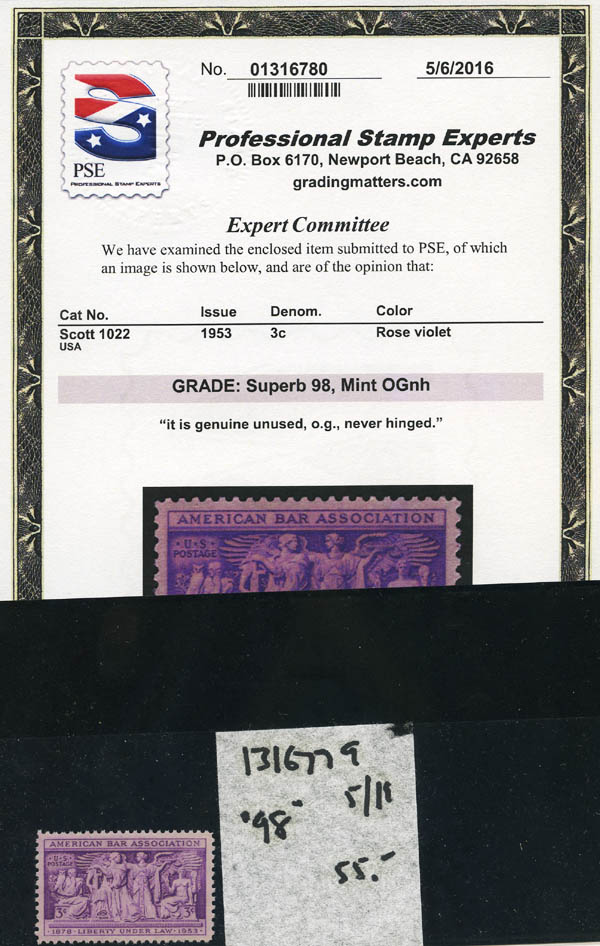 No. 01316780 5/6/2016
PSE
PROFESSIONAL STAMP EXPERTS
Professional Stamp Experts
P.O. Box 6170, Newport Beach, CA 92658
gradingmatters.com
Expert Committee
We have examined the enclosed item submitted to PSE, of which
an image is shown below, and are of the opinion that:
Cat No. Issue Denom. Color
Scott 1022 1953 3c Rose violet
USA
GRADE: Superb 98, Mint OGnh
“it is genuine unused, o.g., never hinged.”
AMERICAN BAR ASSOCIATION
·U·S·
POSTAGE
1316779
5/19
"98"
55.-
AMERICAN BAR ASSOCIATION
·U·S·
POSTAGE
3¢ 3¢
·1878·LIBERTY UNDER LAW·1953·